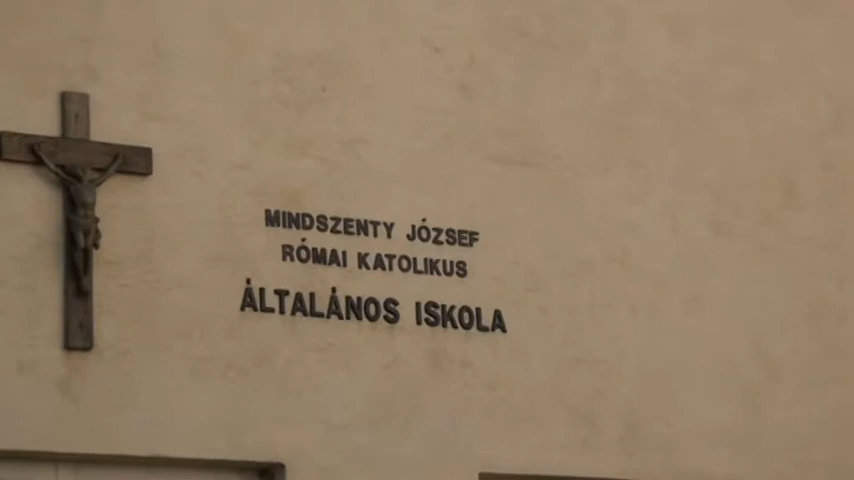 MINDSZENTY JÓZSEF
RÓMAI KATOLIKUS
ÁLTALÁNOS ISKOLA